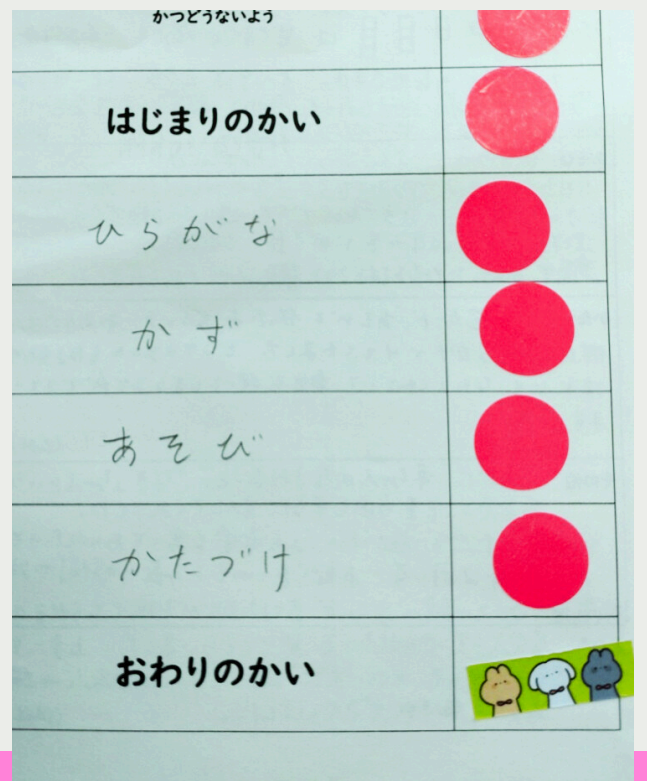 かつどうないよう
はじまりのかい
ひらがな
かず
あそび
かたづけ
おわりのかい